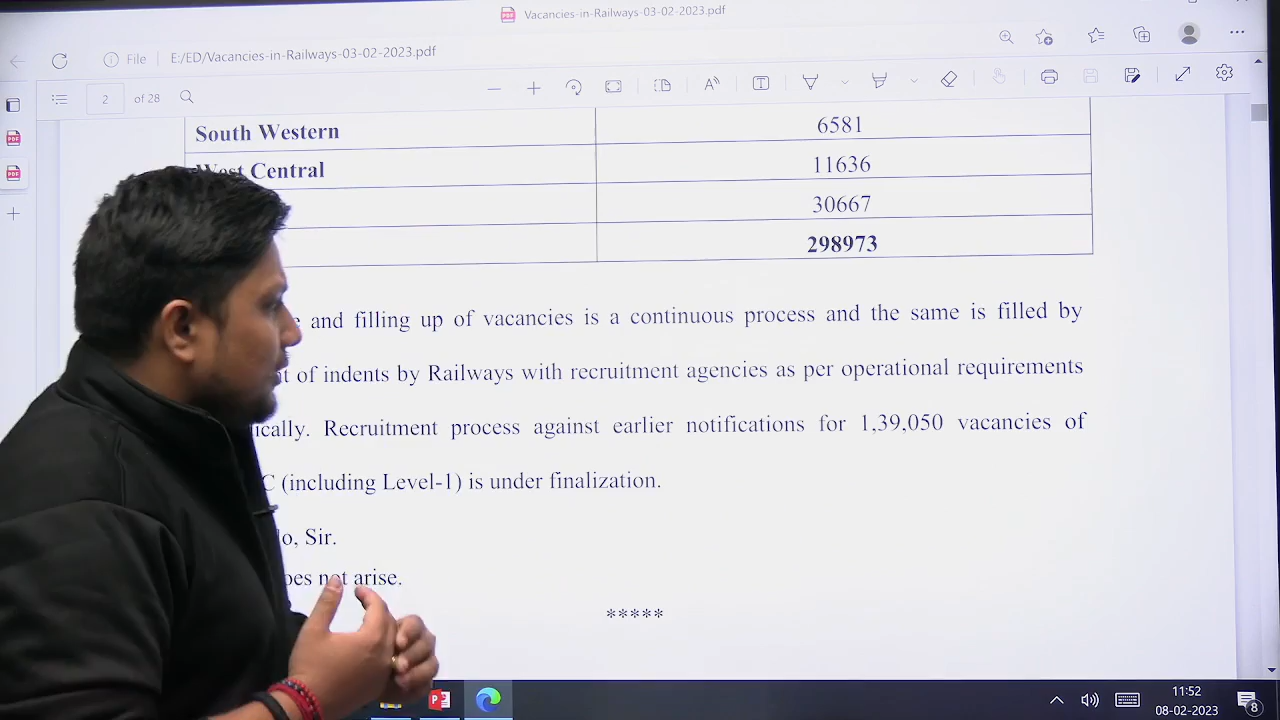 Vacancies-in-Railways-03-02-2023.pdf
File E:/ED/Vacancies-in-Railways-03-02-2023.pdf
2 of 28
South Western 6581
West Central 11636
30667
298973
and filling up of vacancies is a continuous process and the same is filled by
of indents by Railways with recruitment agencies as per operational requirements
Recruitment process against earlier notifications for 1,39,050 vacancies of
C (including Level-1) is under finalization.
Sir.
not arise.
*****
11:52
08-02-2023
8